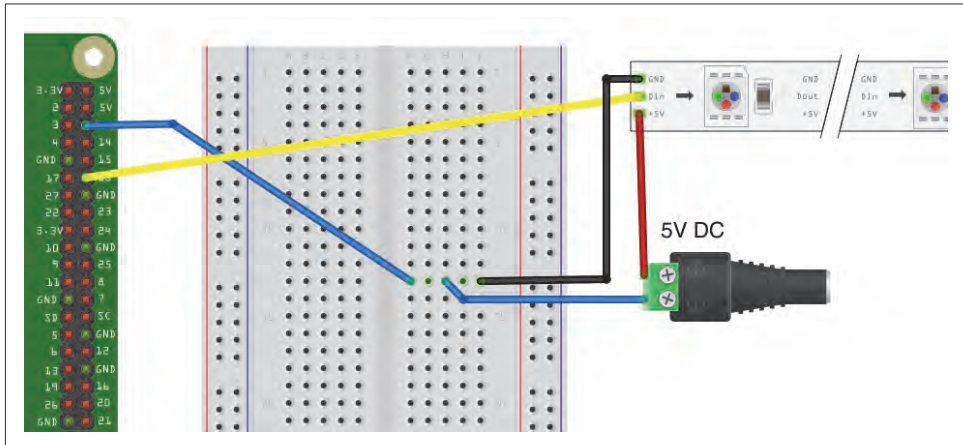 3.3V 5V
2 5V
3
4 14
GND 15
17
27 GND
22 23
3.3V 24
10 GND
9 25
11 8
GND 7
SD SC
5 GND
6 12
13 GND
19 16
26 20
GND 21
GND
Din
+5V
GND
Dout
+5V
GND
Din
+5V
5V DC